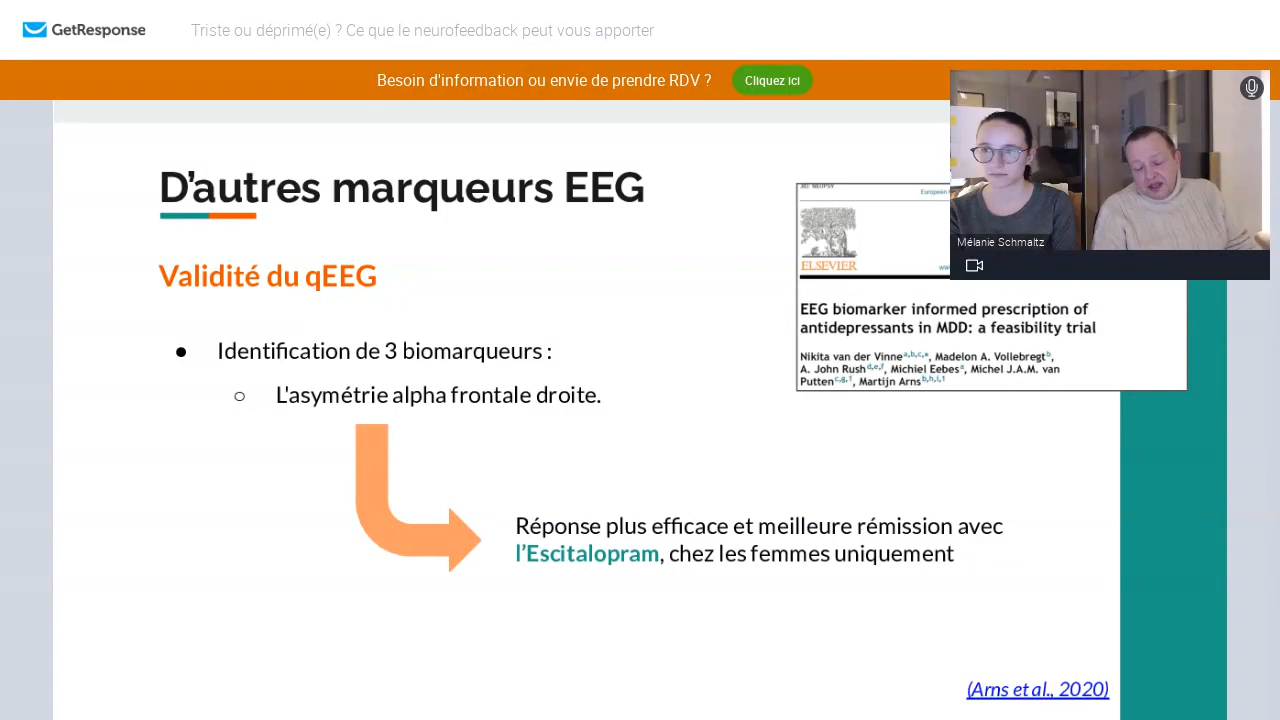 GetResponse
Triste ou déprimé(e) ? Ce que le neurofeedback peut vous apporter
Besoin d'information ou envie de prendre RDV ?
Cliquez ici
Mélanie Schmaltz
D'autres marqueurs EEG
Validité du qEEG
● Identification de 3 biomarqueurs :
○ L'asymétrie alpha frontale droite.
Réponse plus efficace et meilleure rémission avec
l’Escitalopram, chez les femmes uniquement
ELSEVIER
EEG biomarker informed prescription of
antidepressants in MDD: a feasibility trial
Nikita van der Vinne a,b,c,*, Madelon A. Vollebregt b,
A. John Rush d,e,f, Michiel Eebes a, Michel J.A.M. van
Putten c,g,1, Martijn Arns b,h,i,1
(Arns et al., 2020)